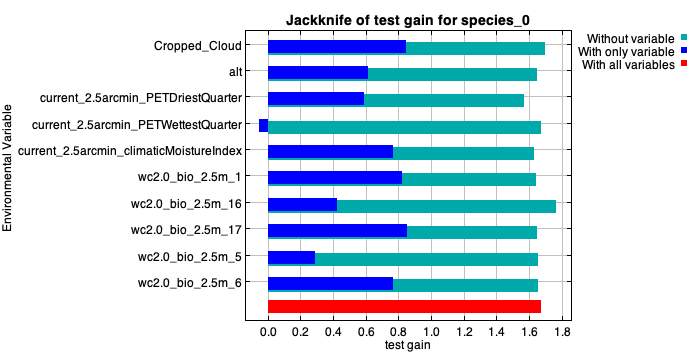 Jackknife of test gain for species_0
Without variable
With only variable
With all variables
Environmental Variable
Cropped_Cloud
alt
current_2.5arcmin_PETDriestQuarter
current_2.5arcmin_PETWettestQuarter
current_2.5arcmin_climaticMoistureIndex
wc2.0_bio_2.5m_1
wc2.0_bio_2.5m_16
wc2.0_bio_2.5m_17
wc2.0_bio_2.5m_5
wc2.0_bio_2.5m_6
0.0 0.2 0.4 0.6 0.8 1.0 1.2 1.4 1.6 1.8
test gain